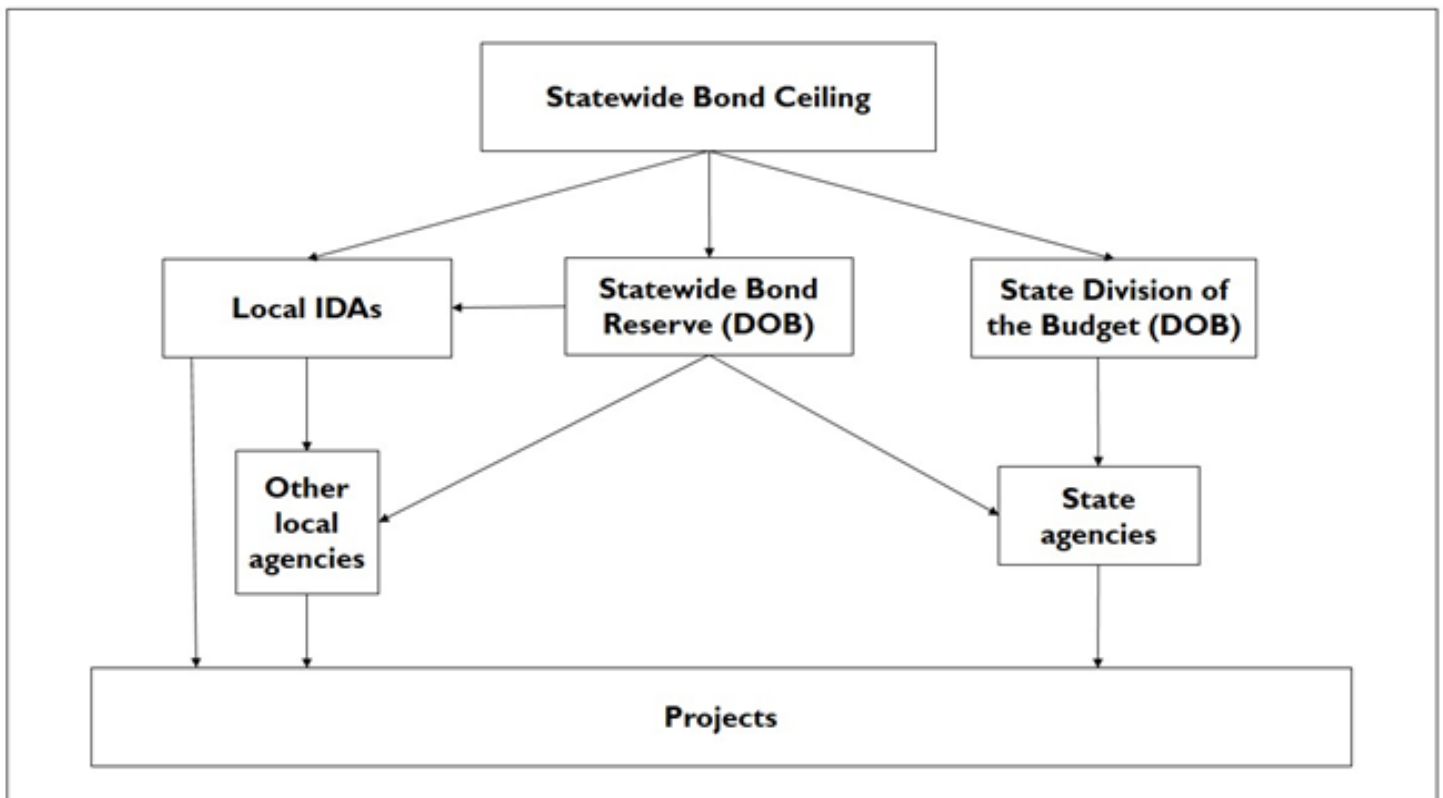 Statewide Bond Ceiling
Local IDAs
Statewide Bond
Reserve (DOB)
State Division of
the Budget (DOB)
Other
local
agencies
State
agencies
Projects